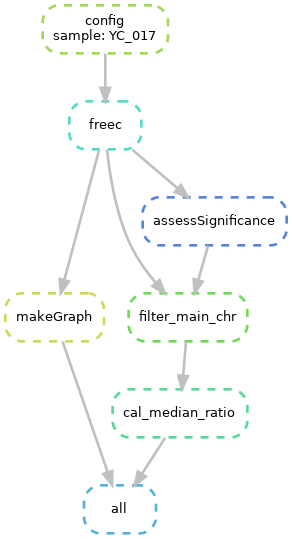 config
sample: YC_017
freec
assessSignificance
makeGraph
filter_main_chr
cal_median_ratio
all